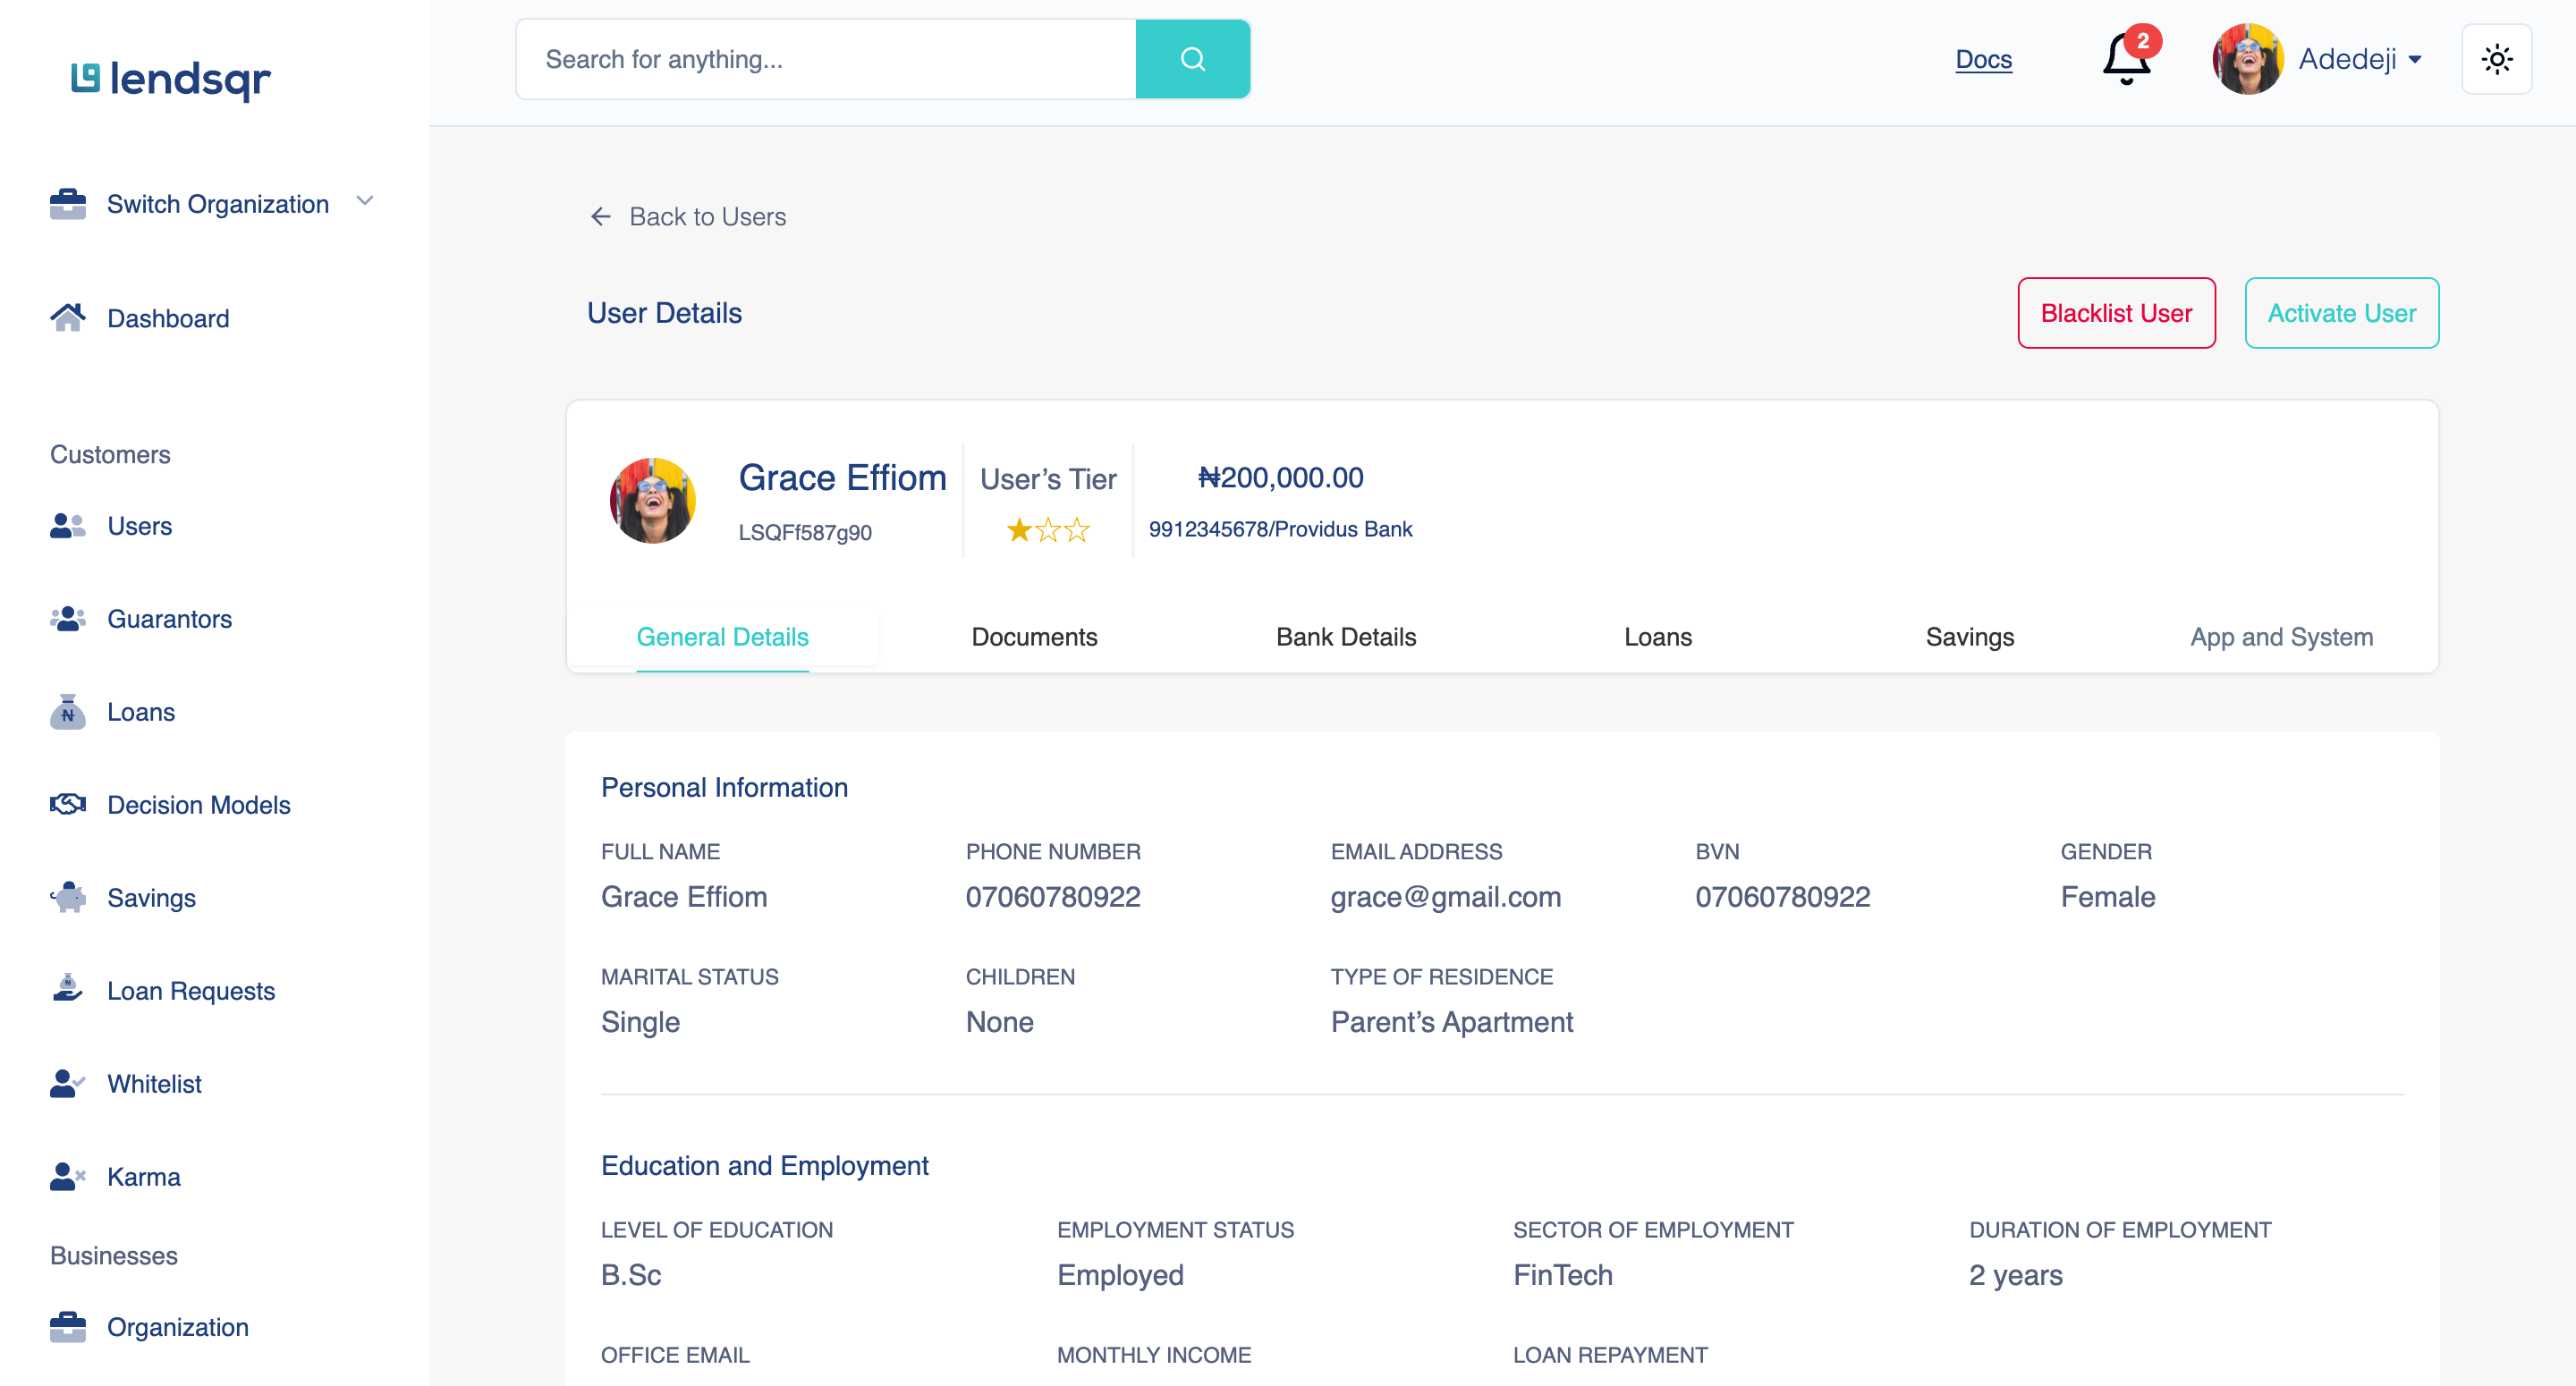 lendsqr
Search for anything...
Docs
2
Adedeji
Switch Organization
Dashboard
Customers
Users
Guarantors
Loans
Decision Models
Savings
Loan Requests
Whitelist
Karma
Businesses
Organization
Back to Users
User Details
Blacklist User
Activate User
Grace Effiom
LSQFf587g90
User’s Tier
₦200,000.00
9912345678/Providus Bank
General Details
Documents
Bank Details
Loans
Savings
App and System
Personal Information
FULL NAME
Grace Effiom
PHONE NUMBER
07060780922
EMAIL ADDRESS
grace@gmail.com
BVN
07060780922
GENDER
Female
MARITAL STATUS
Single
CHILDREN
None
TYPE OF RESIDENCE
Parent’s Apartment
Education and Employment
LEVEL OF EDUCATION
B.Sc
EMPLOYMENT STATUS
Employed
SECTOR OF EMPLOYMENT
FinTech
DURATION OF EMPLOYMENT
2 years
OFFICE EMAIL
MONTHLY INCOME
LOAN REPAYMENT